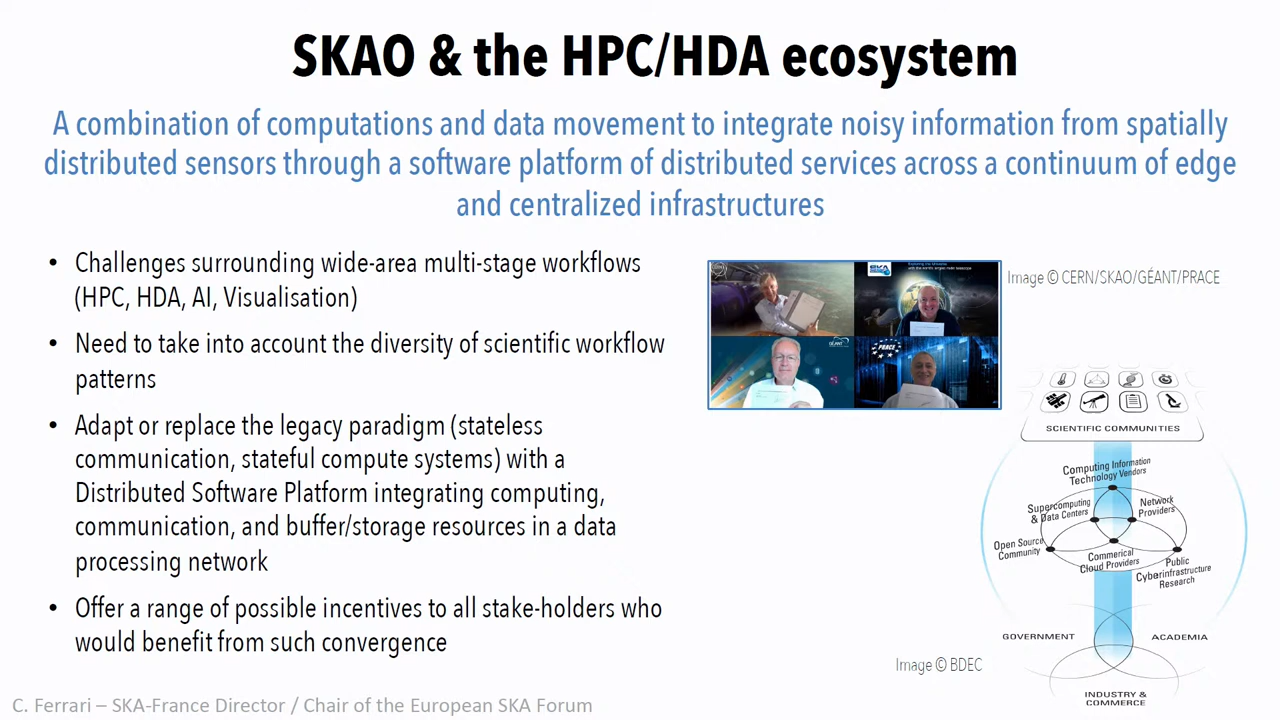 SKAO & the HPC/HDA ecosystem
A combination of computations and data movement to integrate noisy information from spatially
distributed sensors through a software platform of distributed services across a continuum of edge
and centralized infrastructures
• Challenges surrounding wide-area multi-stage workflows
(HPC, HDA, AI, Visualisation)
• Need to take into account the diversity of scientific workflow
patterns
• Adapt or replace the legacy paradigm (stateless
communication, stateful compute systems) with a
Distributed Software Platform integrating computing,
communication, and buffer/storage resources in a data
processing network
• Offer a range of possible incentives to all stake-holders who
would benefit from such convergence
SKA
GÉANT
PRACE
Image © CERN/SKAO/GÉANT/PRACE
SCIENTIFIC COMMUNITIES
Computing Information
Technology Vendors
Supercomputing
& Data Centers
Network
Providers
Open Source
Community
Commerical
Cloud Providers
Public
Cyberinfrastructure
Research
GOVERNMENT
ACADEMIA
INDUSTRY &
COMMERCE
Image © BDEC
C. Ferrari – SKA-France Director / Chair of the European SKA Forum